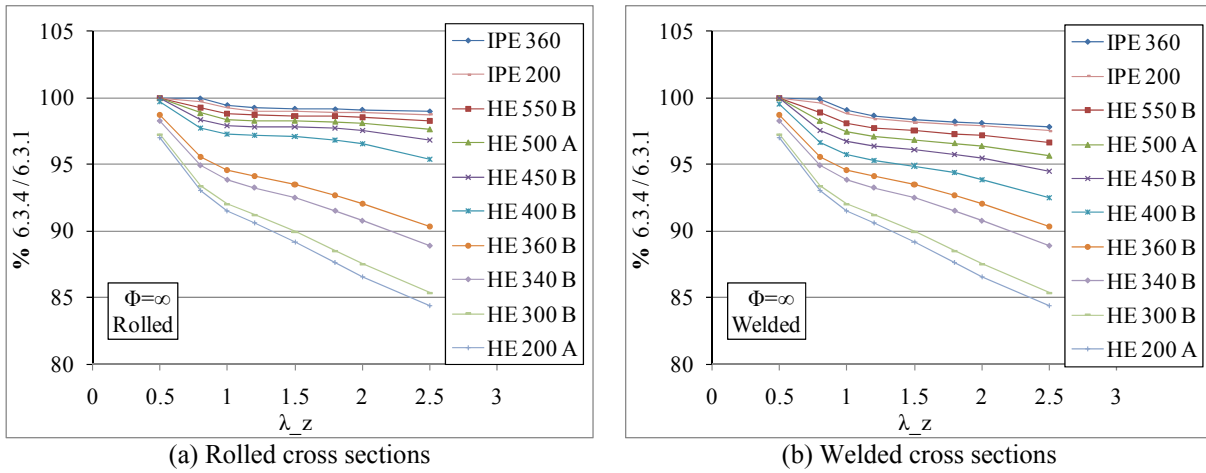 105
100
95
90
85
80
% 6.3.4 / 6.3.1
0
0.5
1
1.5
2
2.5
3
λ_z
Φ=∞
Rolled
IPE 360
IPE 200
HE 550 B
HE 500 A
HE 450 B
HE 400 B
HE 360 B
HE 340 B
HE 300 B
HE 200 A
(a) Rolled cross sections
105
100
95
90
85
80
% 6.3.4 / 6.3.1
0
0.5
1
1.5
2
2.5
3
λ_z
Φ=∞
Welded
IPE 360
IPE 200
HE 550 B
HE 500 A
HE 450 B
HE 400 B
HE 360 B
HE 340 B
HE 300 B
HE 200 A
(b) Welded cross sections